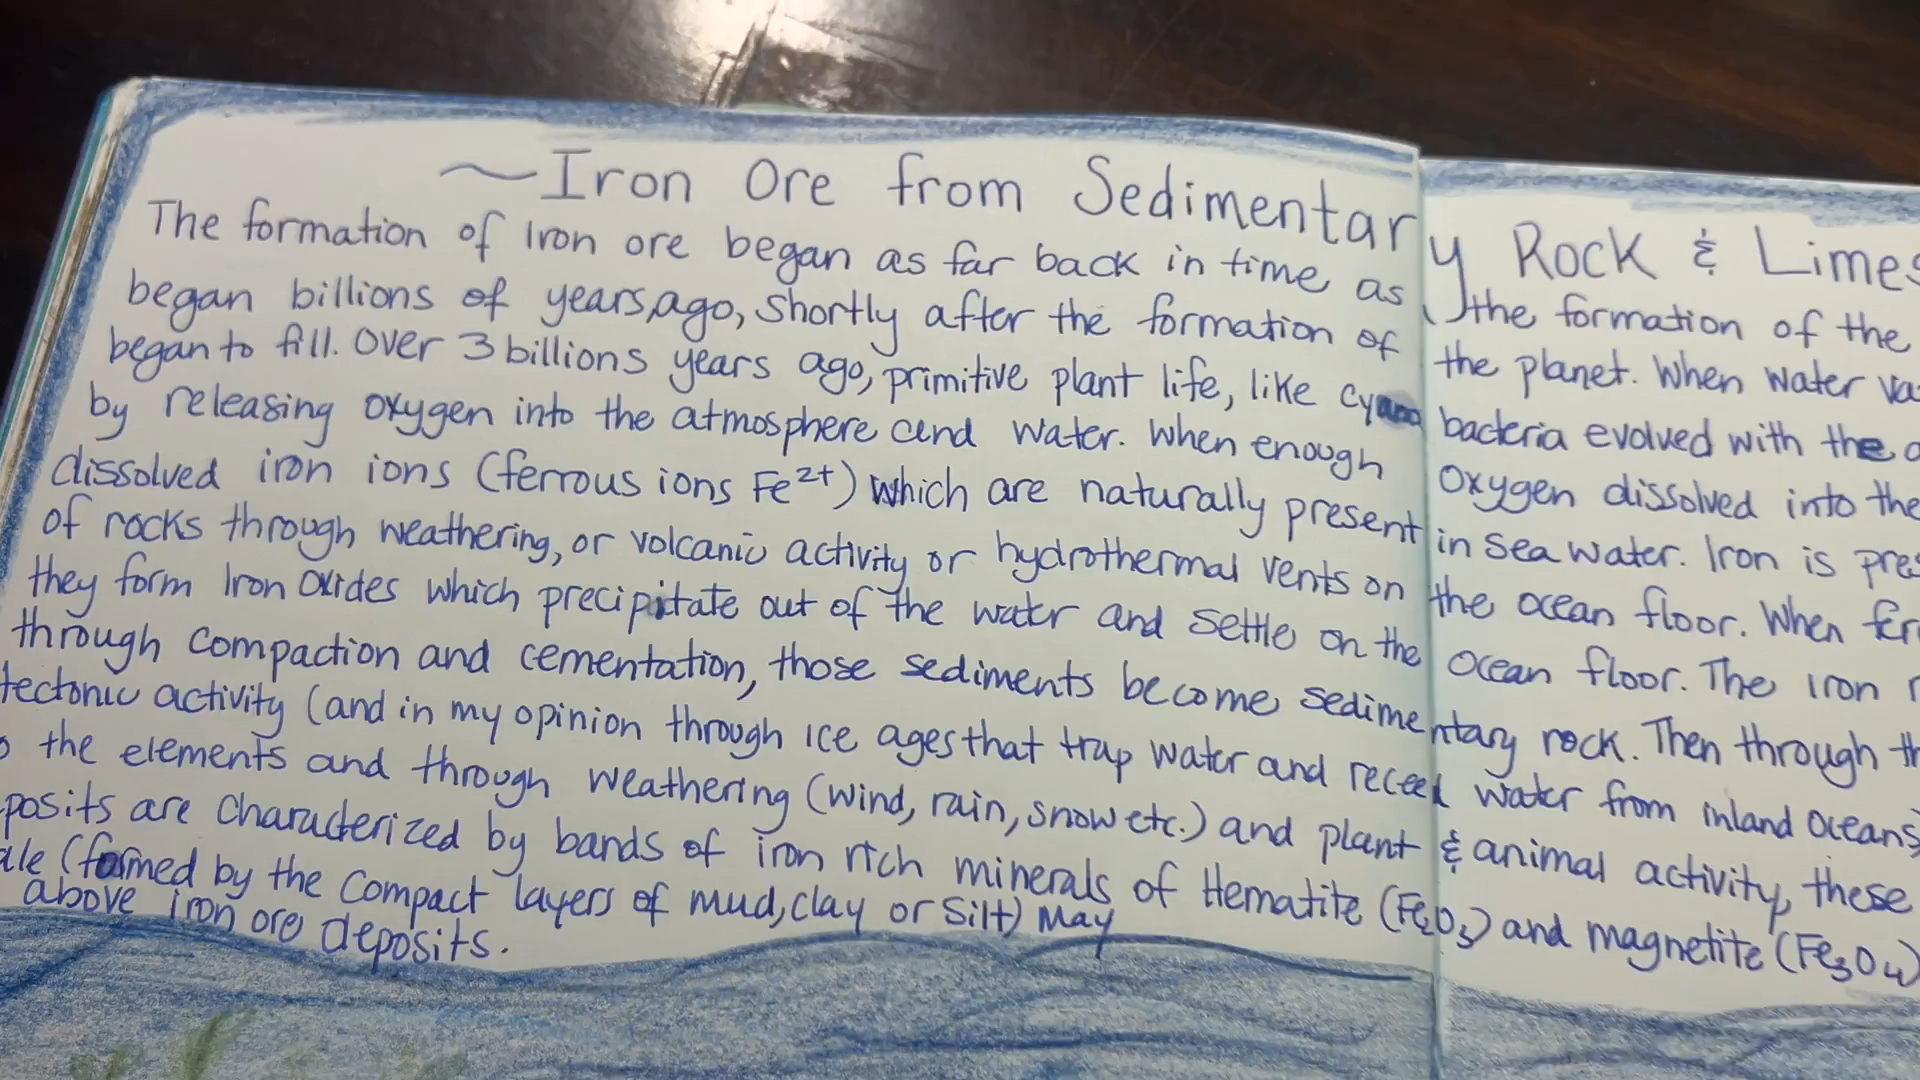 ~Iron Ore from Sedimentary Rock & Limes
The formation of Iron ore began as far back in time as the formation of the
began billions of years ago, shortly after the formation of the planet. When water va
began to fill. Over 3 billions years ago, primitive plant life, like cyano bacteria evolved with the a
by releasing oxygen into the atmosphere and water. When enough oxygen dissolved into the
dissolved iron ions (ferrous ions Fe²⁺) which are naturally present in sea water. Iron is pres
of rocks through weathering, or volcanic activity or hydrothermal vents on the ocean floor. When fer
they form Iron Oxides which precipitate out of the water and settle on the ocean floor. The iron r
through compaction and cementation, those sediments become sedimentary rock. Then through th
tectonic activity (and in my opinion through ice ages that trap water and receed water from inland oceans)
o the elements and through weathering (wind, rain, snow etc.) and plant & animal activity, these
posits are characterized by bands of iron rich minerals of Hematite (Fe₂O₃) and magnetite (Fe₃O₄)
ale (formed by the compact layers of mud, clay or silt) may
above iron ore deposits.